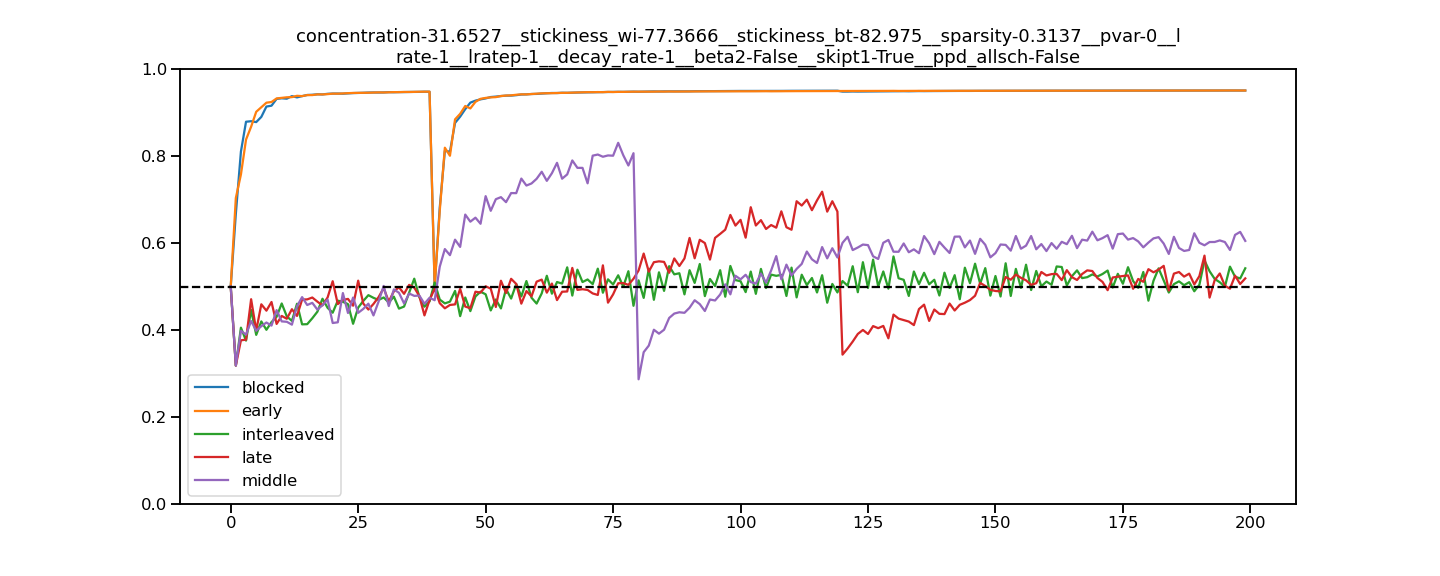 concentration-31.6527__stickiness_wi-77.3666__stickiness_bt-82.975__sparsity-0.3137__pvar-0__l
rate-1__lratep-1__decay_rate-1__beta2-False__skipt1-True__ppd_allsch-False
1.0
0.8
0.6
0.4
0.2
0.0
blocked
early
interleaved
late
middle
0 25 50 75 100 125 150 175 200